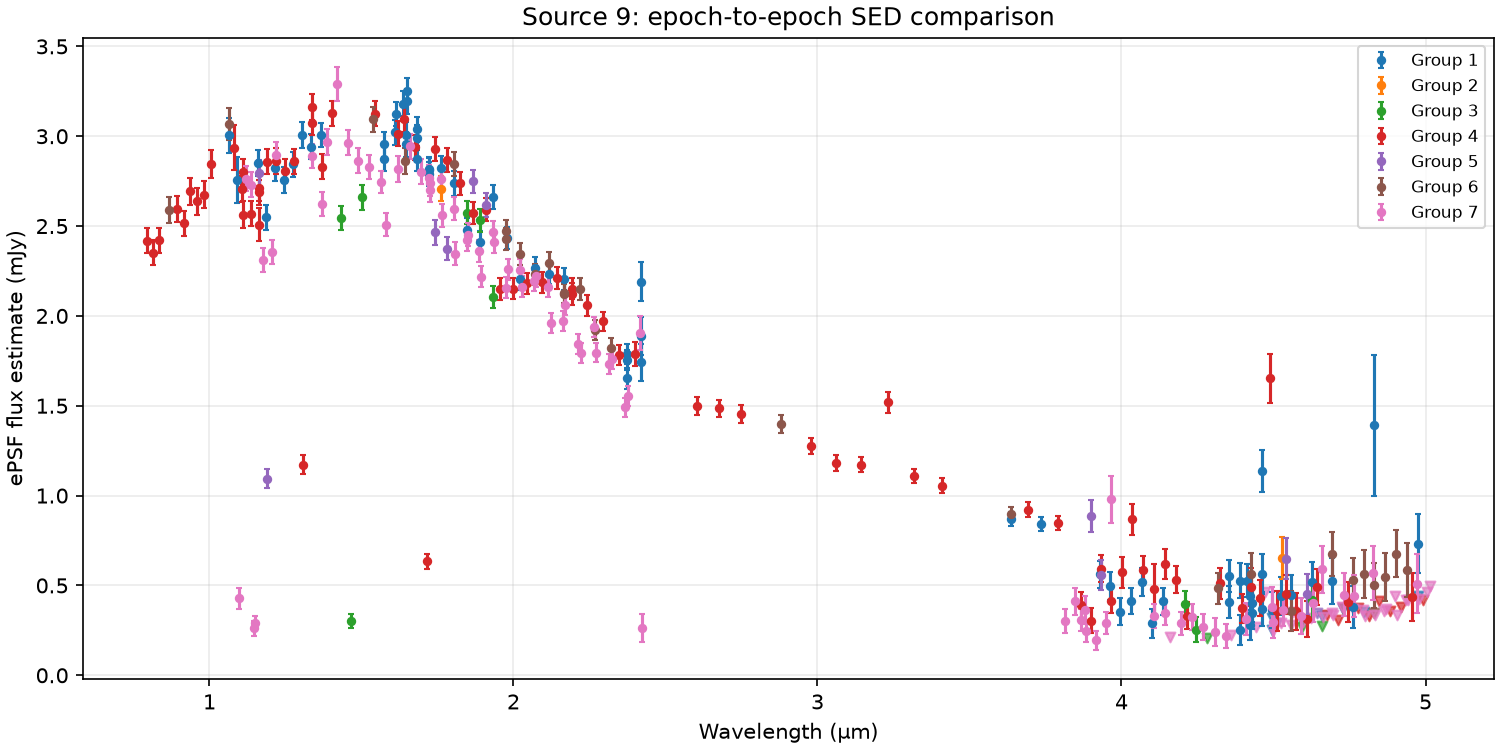 Source 9: epoch-to-epoch SED comparison
3.5
3.0
2.5
2.0
1.5
1.0
0.5
0.0
ePSF flux estimate (mJy)
1
2
3
4
5
Wavelength (µm)
Group 1
Group 2
Group 3
Group 4
Group 5
Group 6
Group 7